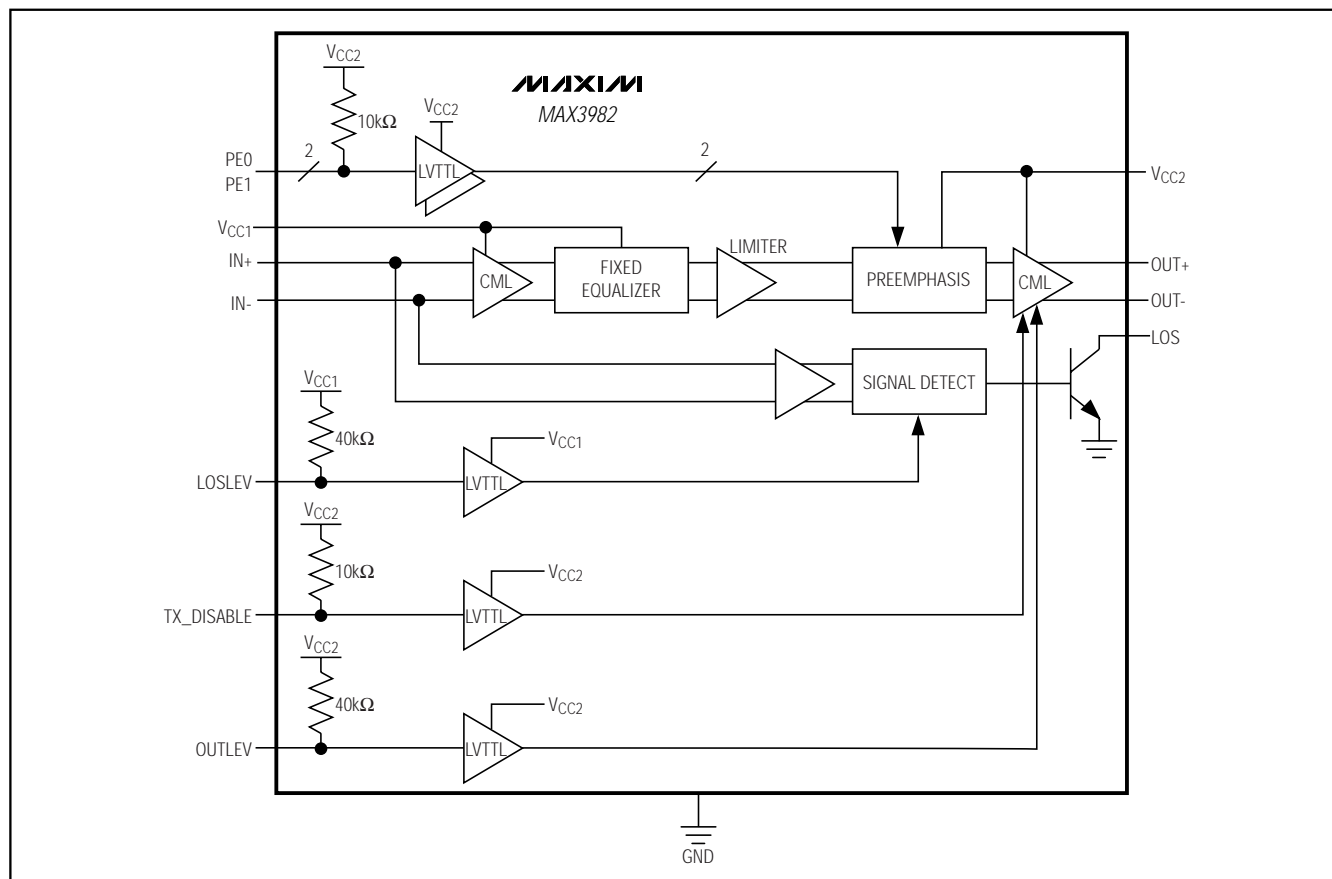 VCC2
MAXIM
MAX3982
10kΩ
VCC2
PE0
PE1
2
LVTTL
2
VCC2
VCC1
IN+
IN-
CML
FIXED
EQUALIZER
LIMITER
PREEMPHASIS
CML
OUT+
OUT-
LOS
SIGNAL DETECT
VCC1
40kΩ
VCC1
LOSLEV
LVTTL
VCC2
10kΩ
VCC2
TX_DISABLE
LVTTL
VCC2
40kΩ
VCC2
OUTLEV
LVTTL
GND